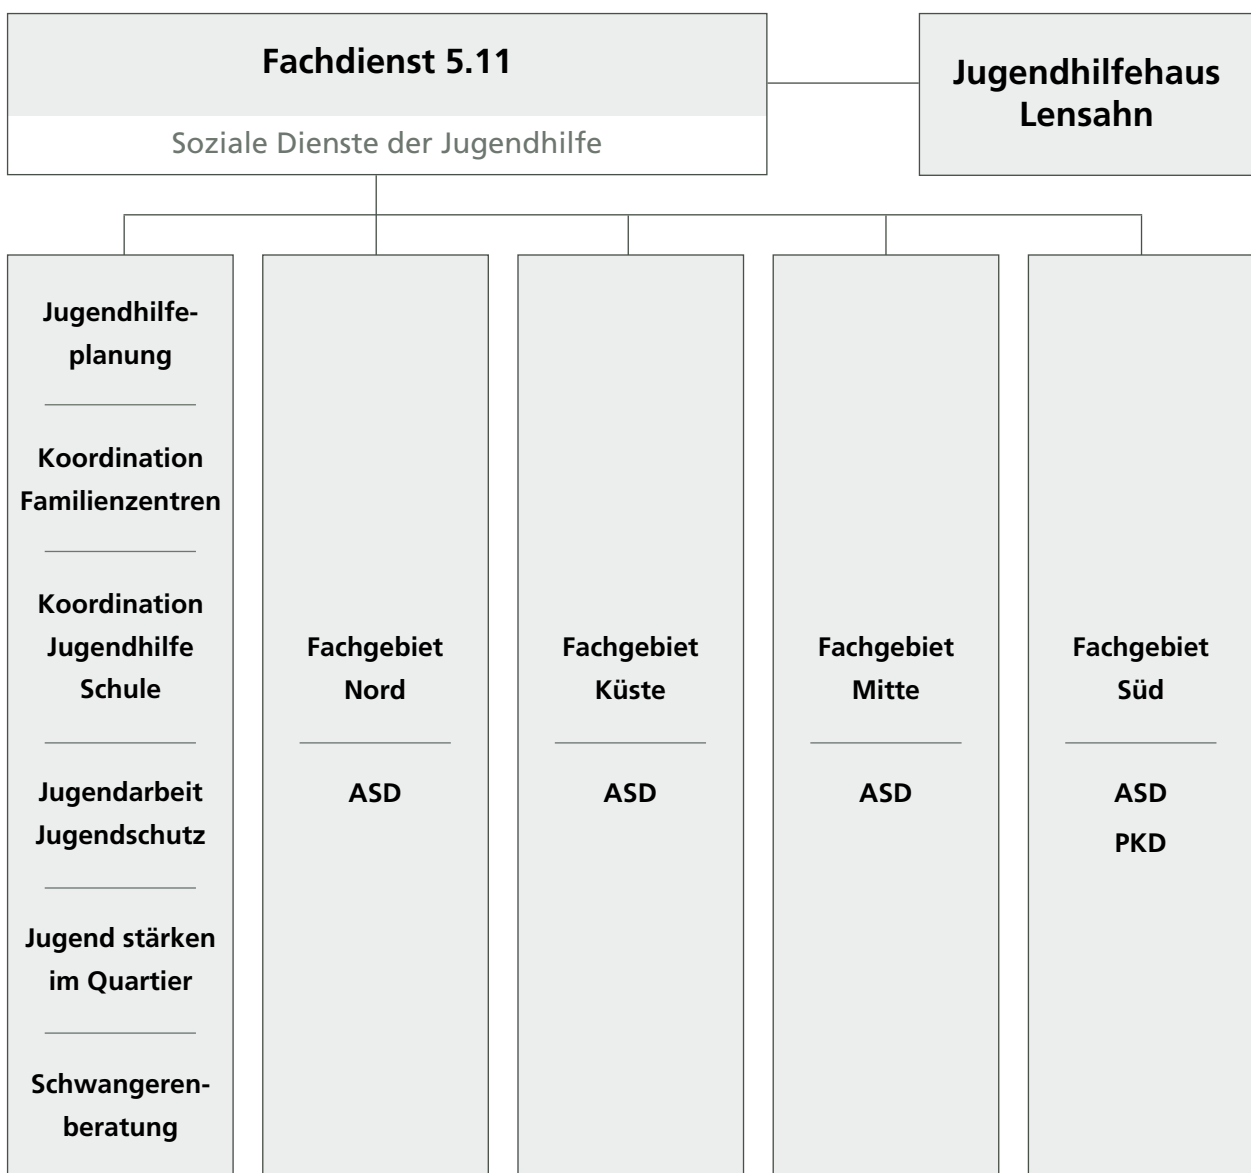 Fachdienst 5.11
Soziale Dienste der Jugendhilfe
Jugendhilfehaus
Lensahn
Jugendhilfe-
planung
Koordination
Familienzentren
Koordination
Jugendhilfe
Schule
Jugendarbeit
Jugendschutz
Jugend stärken
im Quartier
Schwangeren-
beratung
Fachgebiet
Nord
ASD
Fachgebiet
Küste
ASD
Fachgebiet
Mitte
ASD
Fachgebiet
Süd
ASD
PKD